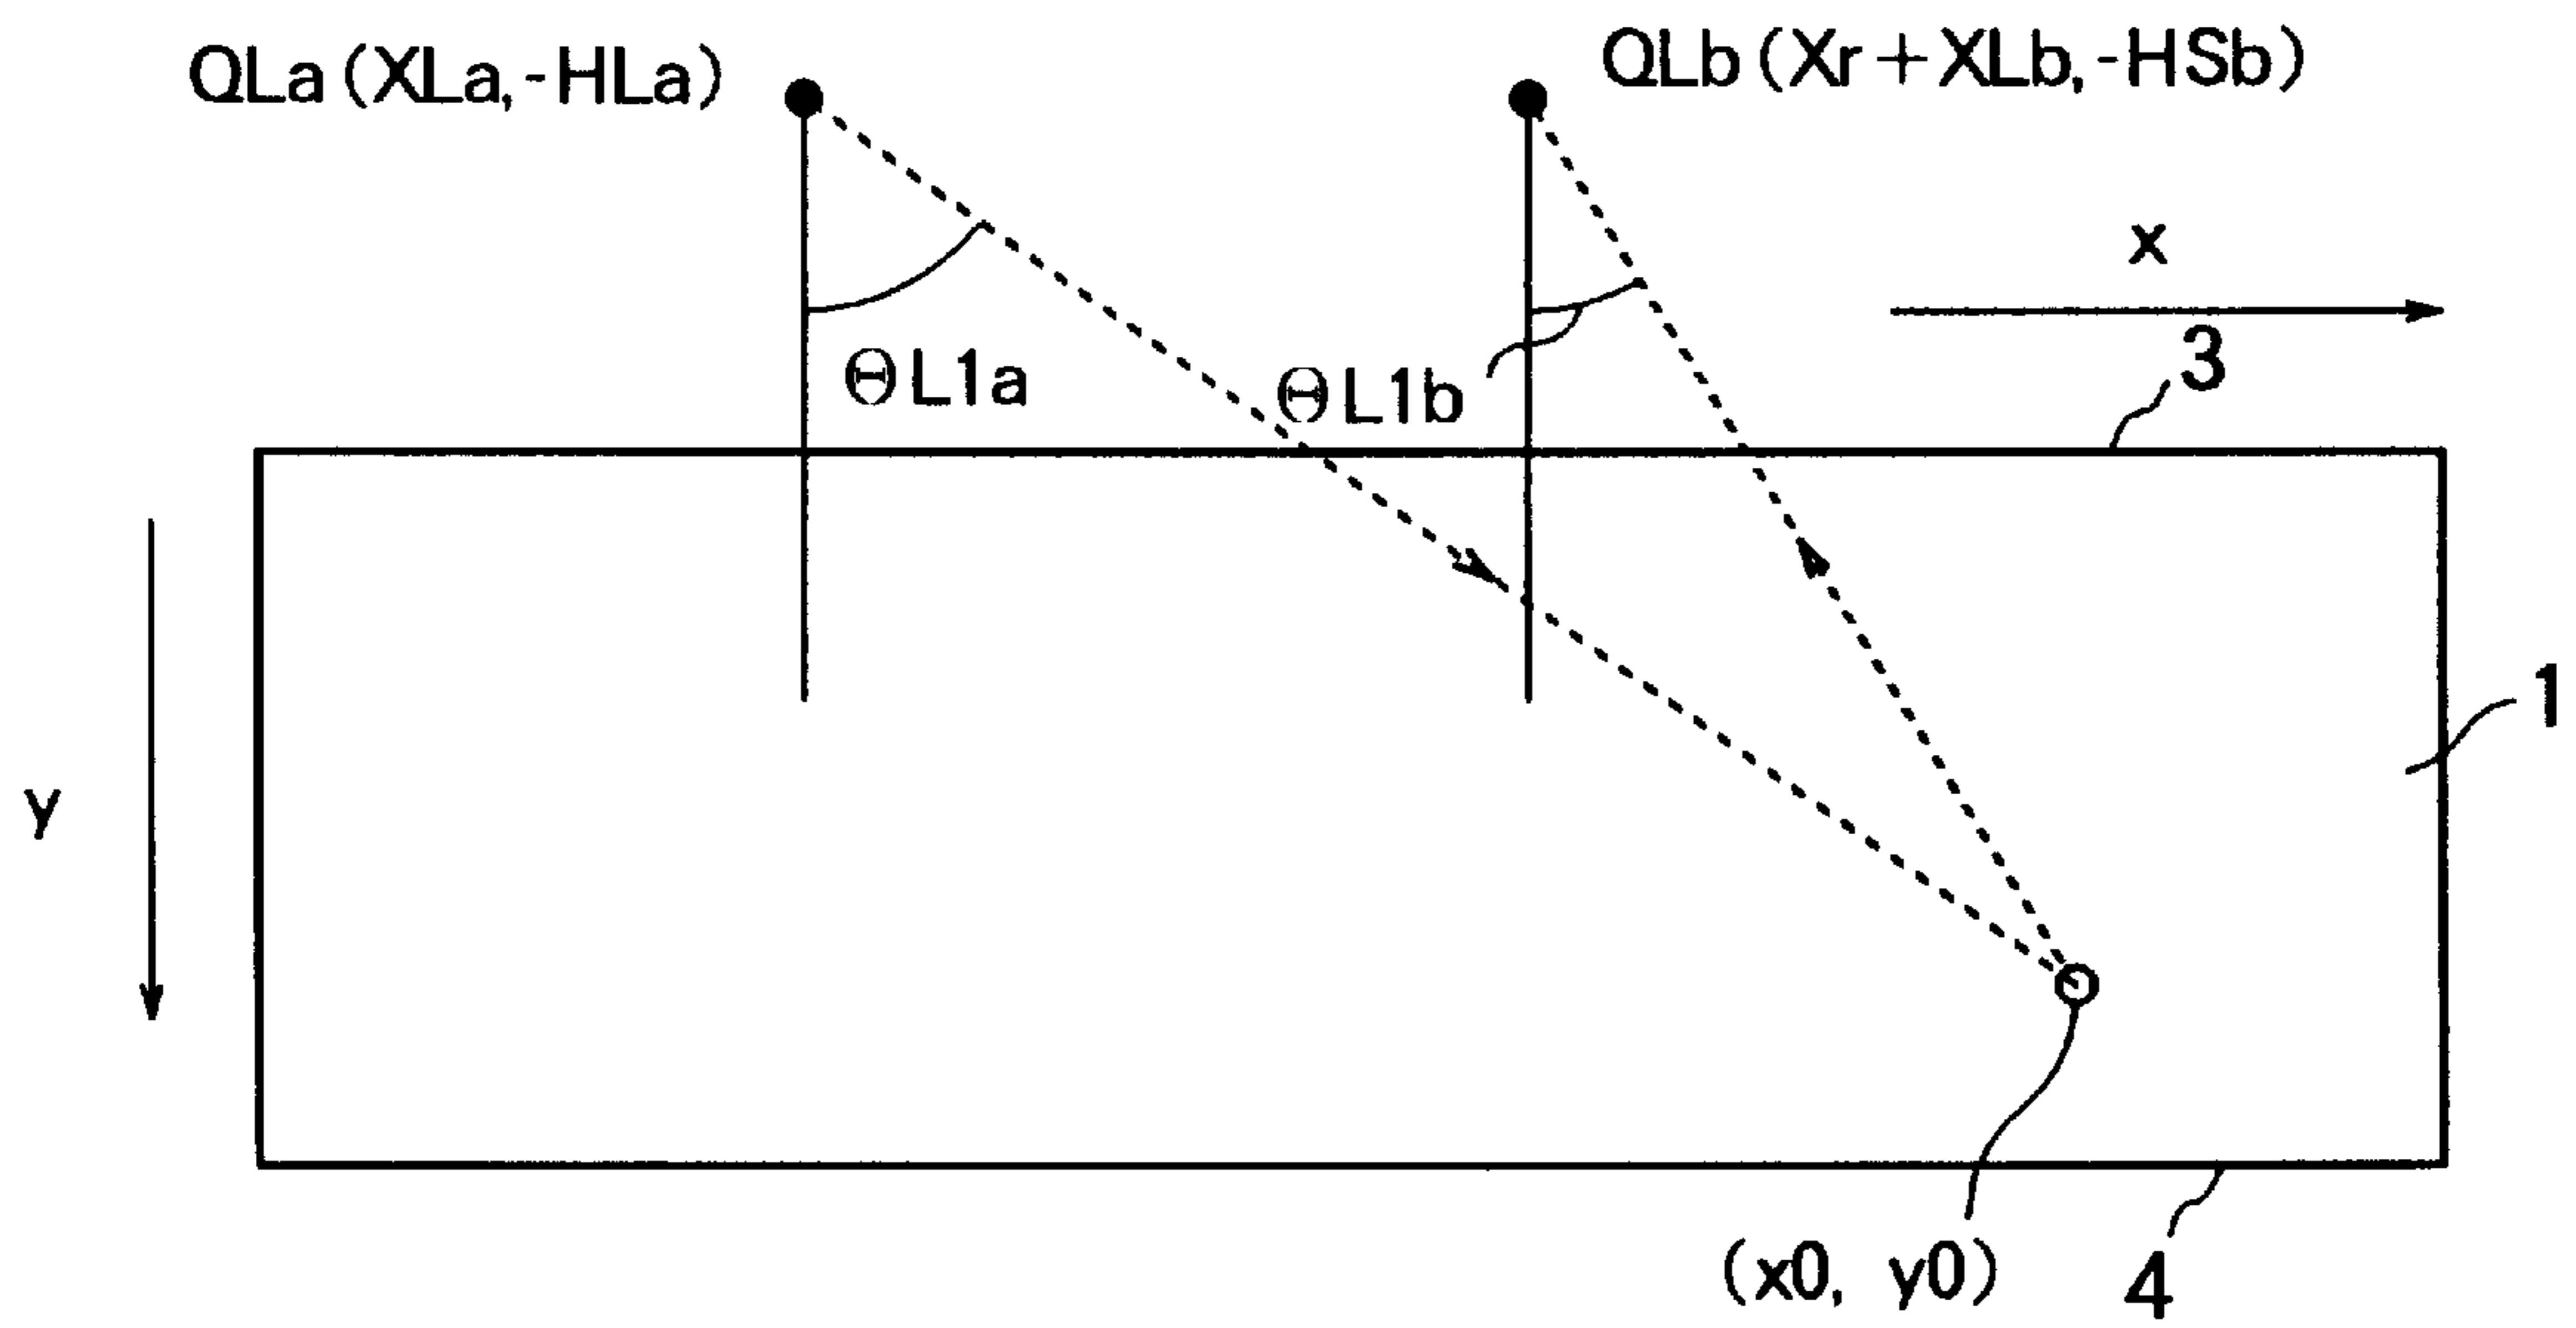 QLa (XLa, -HLa)
QLb (Xr + XLb, -HSb)
x
3
ΘL1a
ΘL1b
1
y
(x0, y0)
4